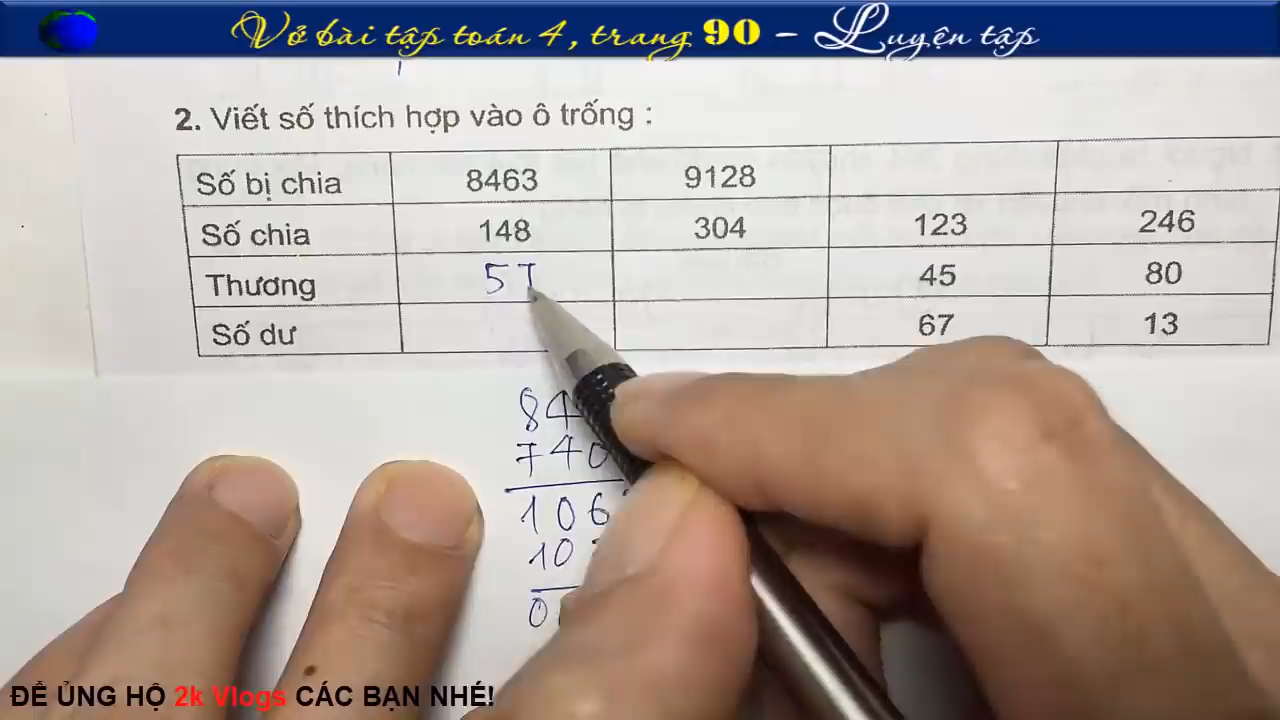 Vở bài tập toán 4, trang 90 – Luyện tập
2. Viết số thích hợp vào ô trống :
Số bị chia 8463 9128
Số chia 148 304 123 246
Thương 57 45 80
Số dư 67 13
84
740
106
10
0
ĐỂ ỦNG HỘ 2k Vlogs CÁC BẠN NHÉ!